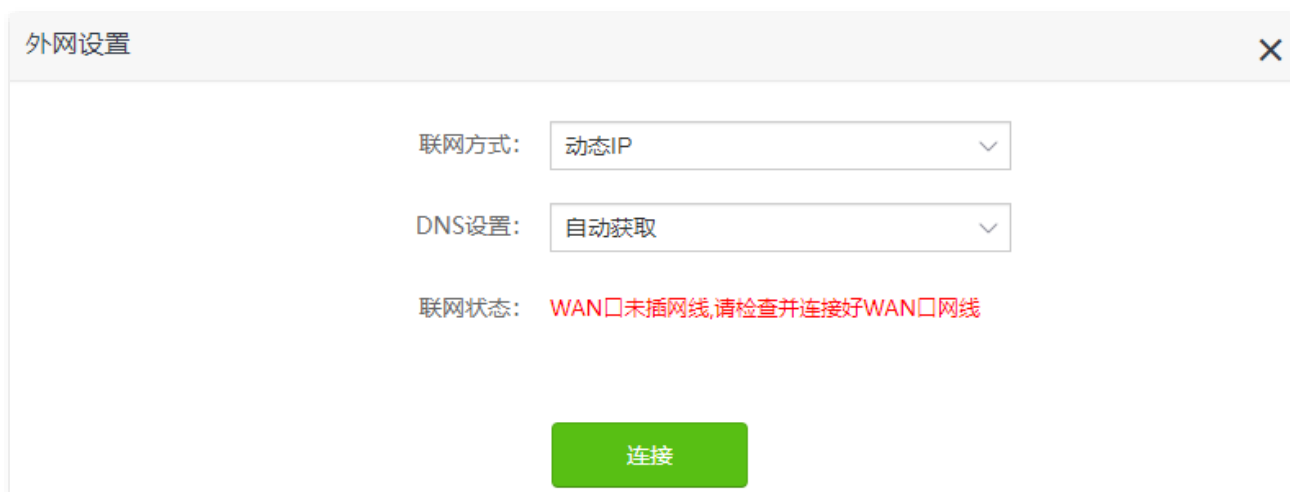 外网设置
联网方式： 动态IP
DNS设置： 自动获取
联网状态： WAN口未插网线,请检查并连接好WAN口网线
连接